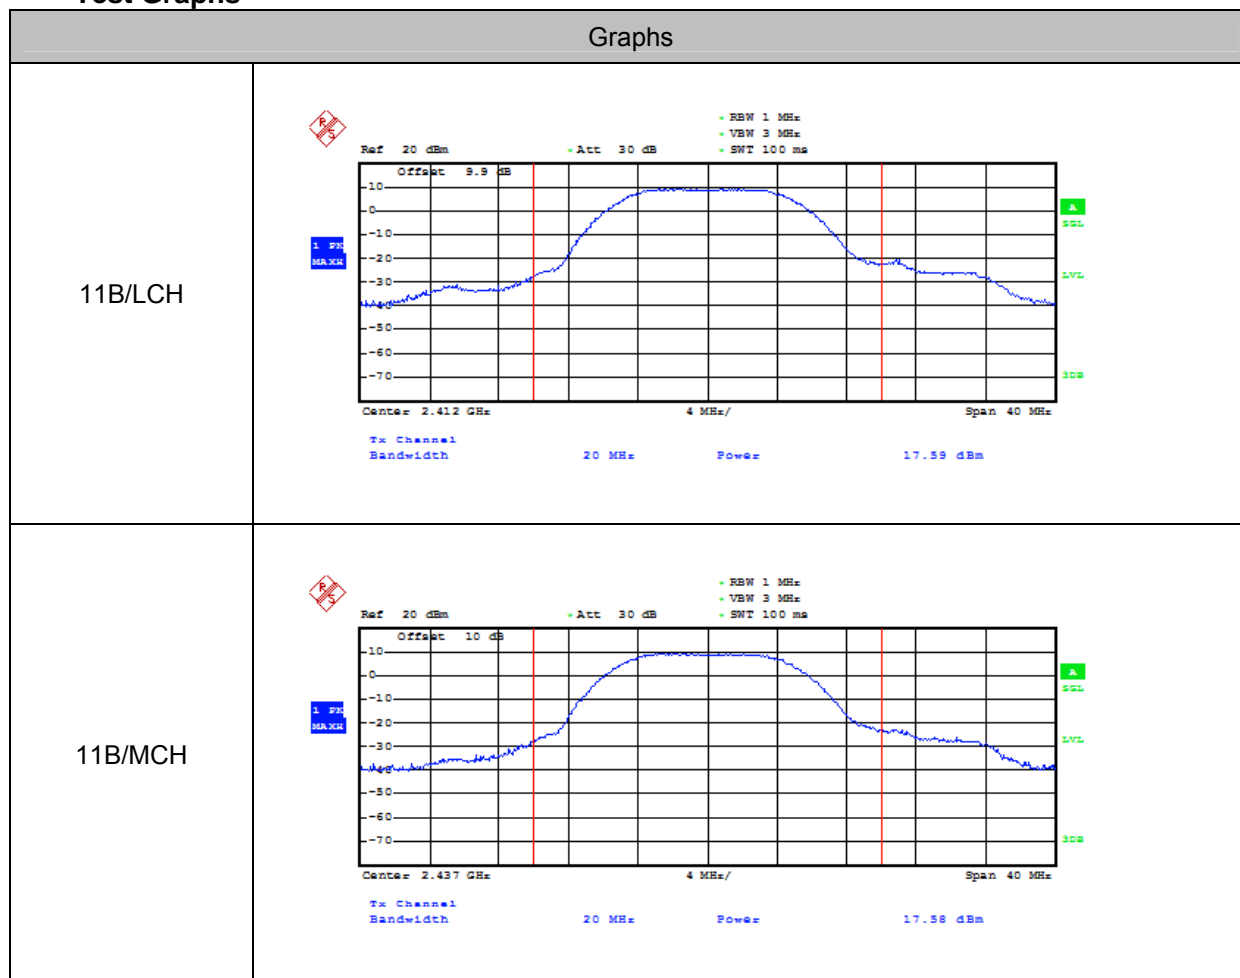 Test Graphs
Graphs
11B/LCH
R S
* RBW 1 MHz
* VBW 3 MHz
Ref 20 dBm * Att 30 dB * SWT 100 ms
Offset 9.9 dB
10
0
-10
-20
-30
-40
-50
-60
-70
1 PK
MAXH
A
SGL
LVL
3DB
Center 2.412 GHz 4 MHz/ Span 40 MHz
Tx Channel
Bandwidth 20 MHz Power 17.59 dBm
11B/MCH
R S
* RBW 1 MHz
* VBW 3 MHz
Ref 20 dBm * Att 30 dB * SWT 100 ms
Offset 10 dB
10
0
-10
-20
-30
-40
-50
-60
-70
1 PK
MAXH
A
SGL
LVL
3DB
Center 2.437 GHz 4 MHz/ Span 40 MHz
Tx Channel
Bandwidth 20 MHz Power 17.58 dBm